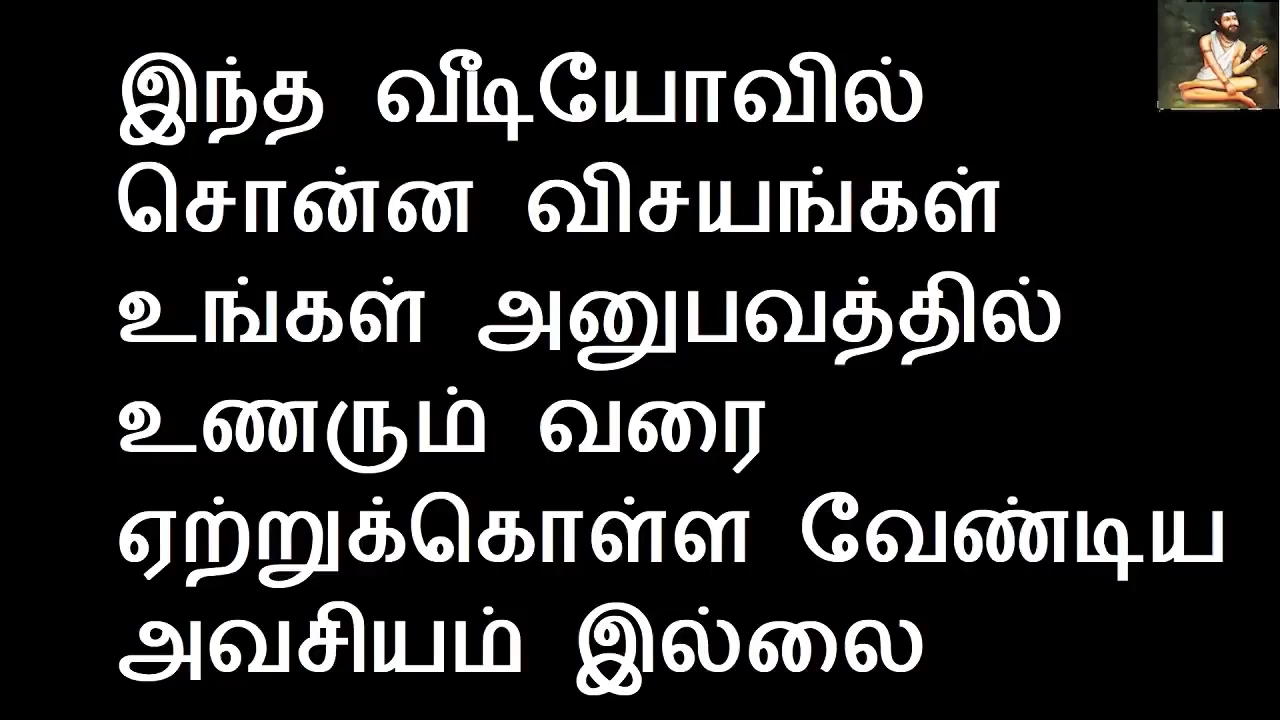 இந்த வீடியோவில்
சொன்ன விசயங்கள்
உங்கள் அனுபவத்தில்
உணரும் வரை
ஏற்றுக்கொள்ள வேண்டிய
அவசியம் இல்லை